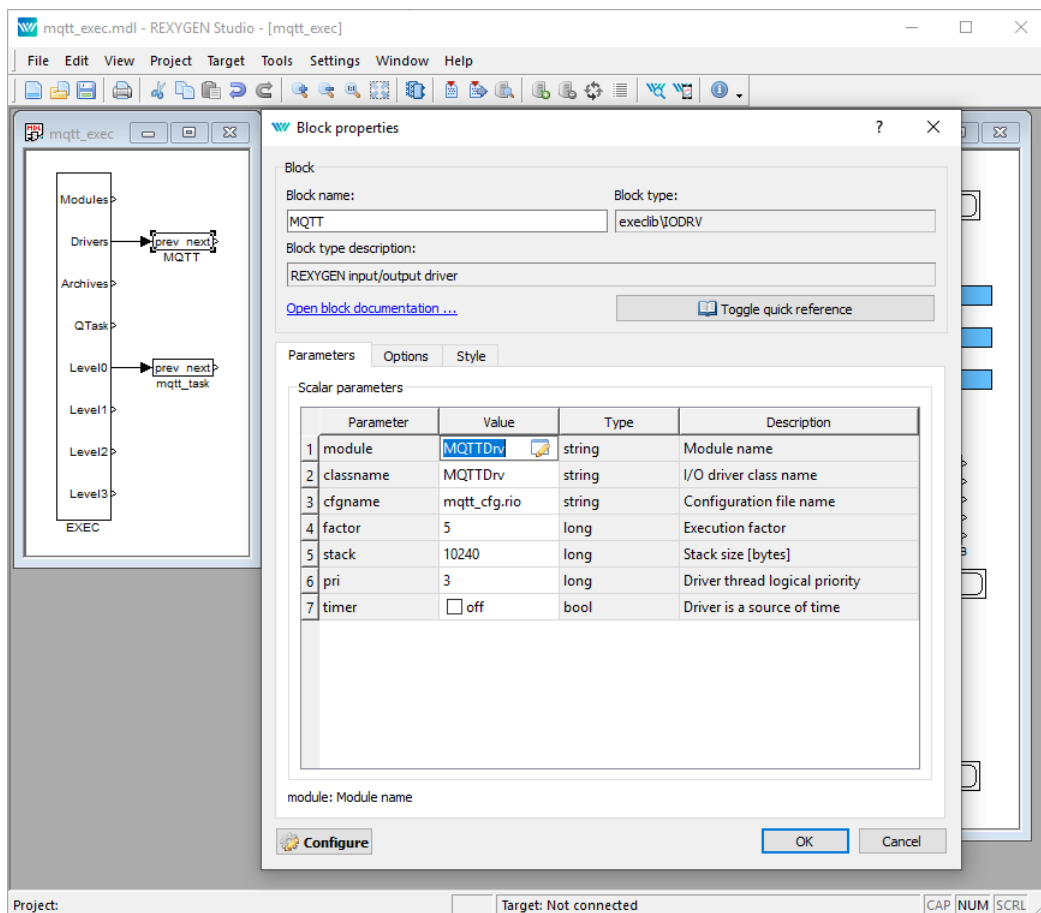 mqtt_exec.mdl - REXYGEN Studio - [mqtt_exec]
File Edit View Project Target Tools Settings Window Help
MDL mqtt_exec
Modules
Drivers
prev next
MQTT
Archives
QTask
Level0
prev next
mqtt_task
Level1
Level2
Level3
EXEC
Block properties
?
Block
Block name:
Block type:
MQTT
execlib\IODRV
Block type description:
REXYGEN input/output driver
Open block documentation ...
Toggle quick reference
Parameters Options Style
Scalar parameters
Parameter Value Type Description
1 module MQTTDrv string Module name
2 classname MQTTDrv string I/O driver class name
3 cfgname mqtt_cfg.rio string Configuration file name
4 factor 5 long Execution factor
5 stack 10240 long Stack size [bytes]
6 pri 3 long Driver thread logical priority
7 timer off bool Driver is a source of time
module: Module name
Configure
OK
Cancel
Project:
Target: Not connected
CAP NUM SCRL